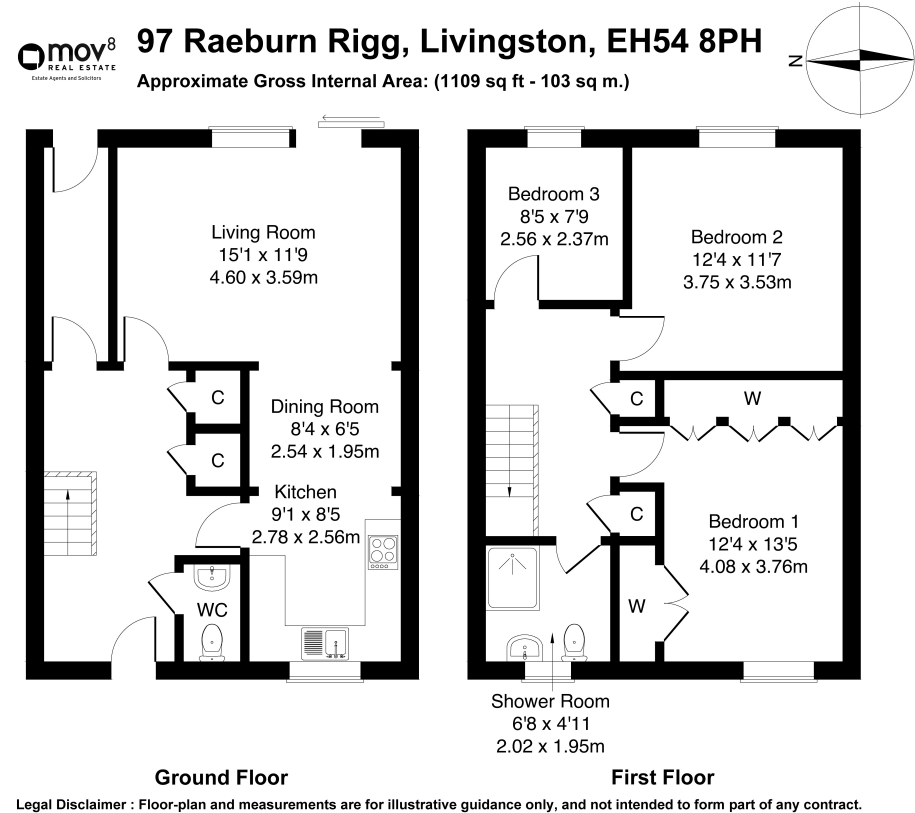 mov8
REAL ESTATE
Estate Agents and Solicitors
97 Raeburn Rigg, Livingston, EH54 8PH
Approximate Gross Internal Area: (1109 sq ft - 103 sq m.)
N
Living Room
15'1 x 11'9
4.60 x 3.59m
C
C
Dining Room
8'4 x 6'5
2.54 x 1.95m
Kitchen
9'1 x 8'5
2.78 x 2.56m
WC
Bedroom 3
8'5 x 7'9
2.56 x 2.37m
Bedroom 2
12'4 x 11'7
3.75 x 3.53m
C
W
C
Bedroom 1
12'4 x 13'5
4.08 x 3.76m
W
Shower Room
6'8 x 4'11
2.02 x 1.95m
Ground Floor
First Floor
Legal Disclaimer : Floor-plan and measurements are for illustrative guidance only, and not intended to form part of any contract.